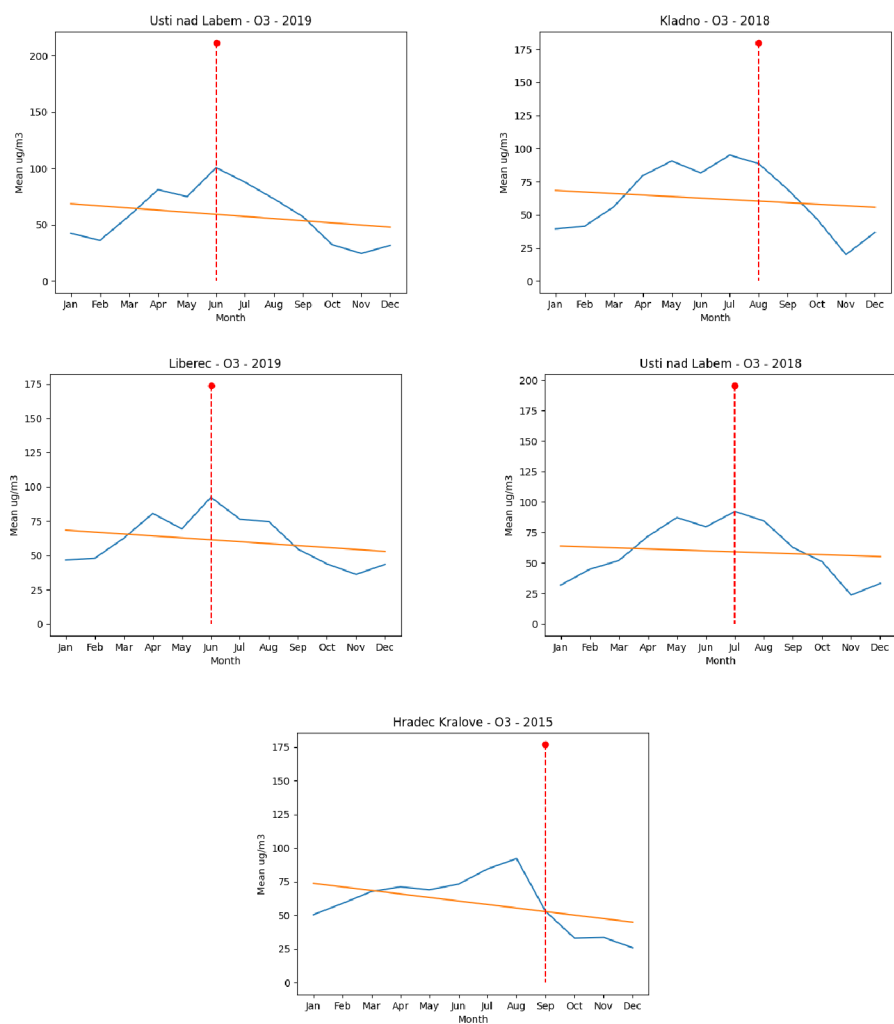 Usti nad Labem - O3 - 2019
200
150
100
50
0
Mean ug/m3
Jan Feb Mar Apr May Jun Jul Aug Sep Oct Nov Dec
Month
Kladno - O3 - 2018
175
150
125
100
75
50
25
0
Mean ug/m3
Jan Feb Mar Apr May Jun Jul Aug Sep Oct Nov Dec
Month
Liberec - O3 - 2019
175
150
125
100
75
50
25
0
Mean ug/m3
Jan Feb Mar Apr May Jun Jul Aug Sep Oct Nov Dec
Month
Usti nad Labem - O3 - 2018
200
175
150
125
100
75
50
25
0
Mean ug/m3
Jan Feb Mar Apr May Jun Jul Aug Sep Oct Nov Dec
Month
Hradec Kralove - O3 - 2015
175
150
125
100
75
50
25
0
Mean ug/m3
Jan Feb Mar Apr May Jun Jul Aug Sep Oct Nov Dec
Month